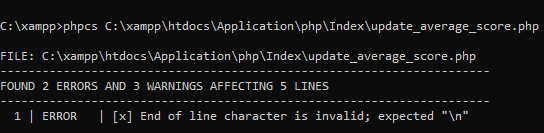 C:\xampp>phpcs C:\xampp\htdocs\Application\php\Index\update_average_score.php
FILE: C:\xampp\htdocs\Application\php\Index\update_average_score.php
----------------------------------------------------------------------
FOUND 2 ERRORS AND 3 WARNINGS AFFECTING 5 LINES
----------------------------------------------------------------------
1 | ERROR | [x] End of line character is invalid; expected "\n"